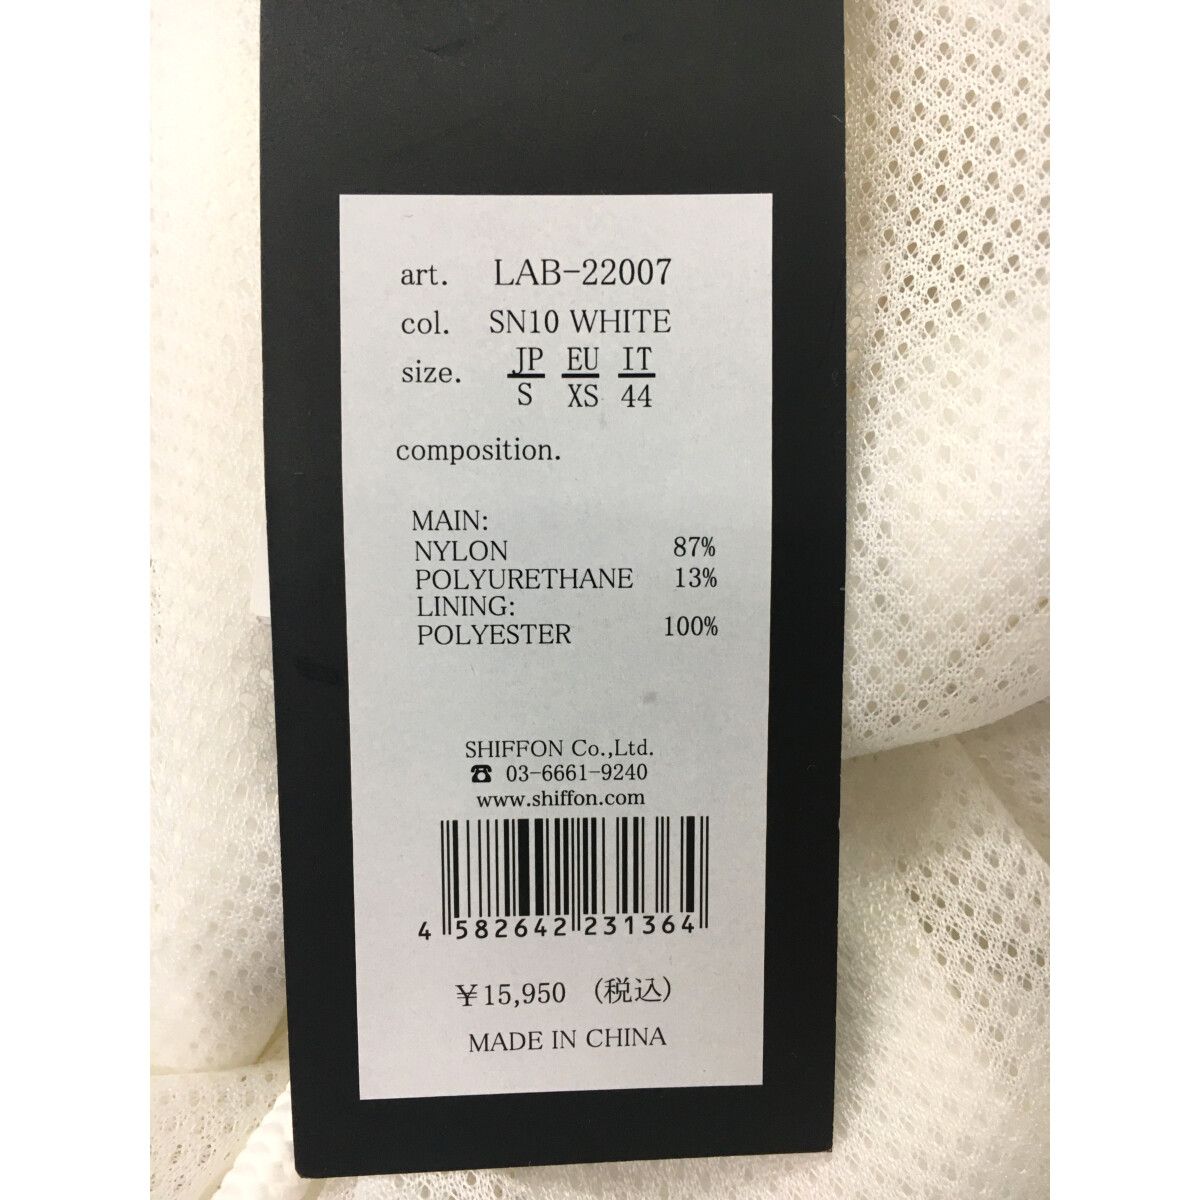 art. LAB-22007
col. SN10 WHITE
size. JP EU IT
S XS 44
composition.
MAIN:
NYLON 87%
POLYURETHANE 13%
LINING:
POLYESTER 100%
SHIFFON Co.,Ltd.
☎ 03-6661-9240
www.shiffon.com
4 582642 231364
¥15,950 (税込)
MADE IN CHINA